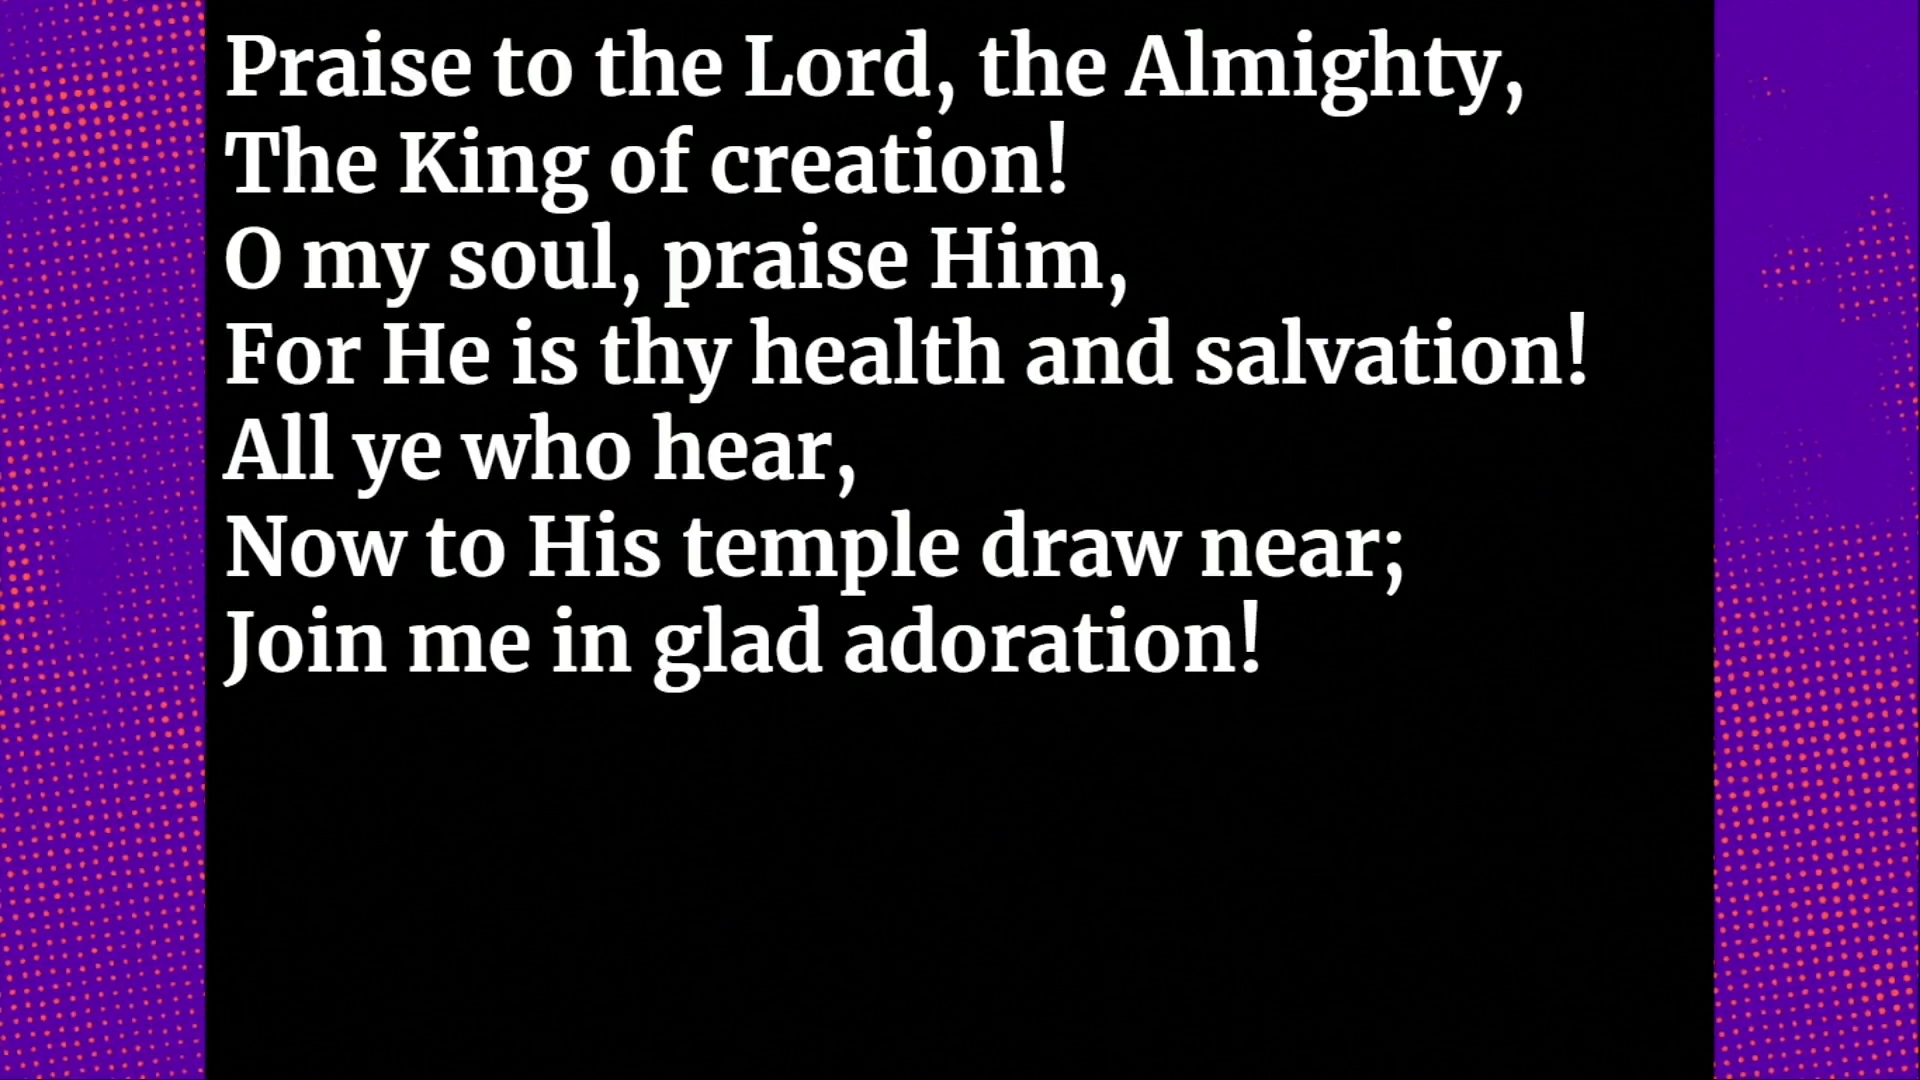 Praise to the Lord, the Almighty,
The King of creation!
O my soul, praise Him,
For He is thy health and salvation!
All ye who hear,
Now to His temple draw near;
Join me in glad adoration!